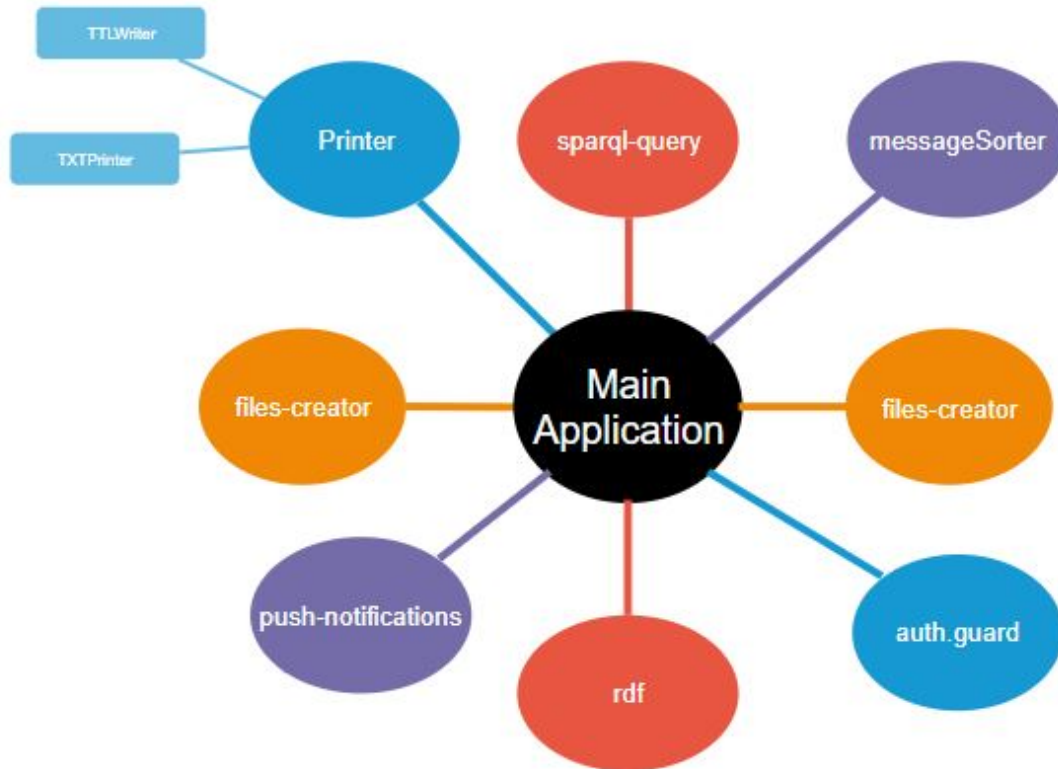 TTLWriter
TXTPrinter
Printer
sparql-query
messageSorter
files-creator
Main
Application
files-creator
push-notifications
rdf
auth.guard